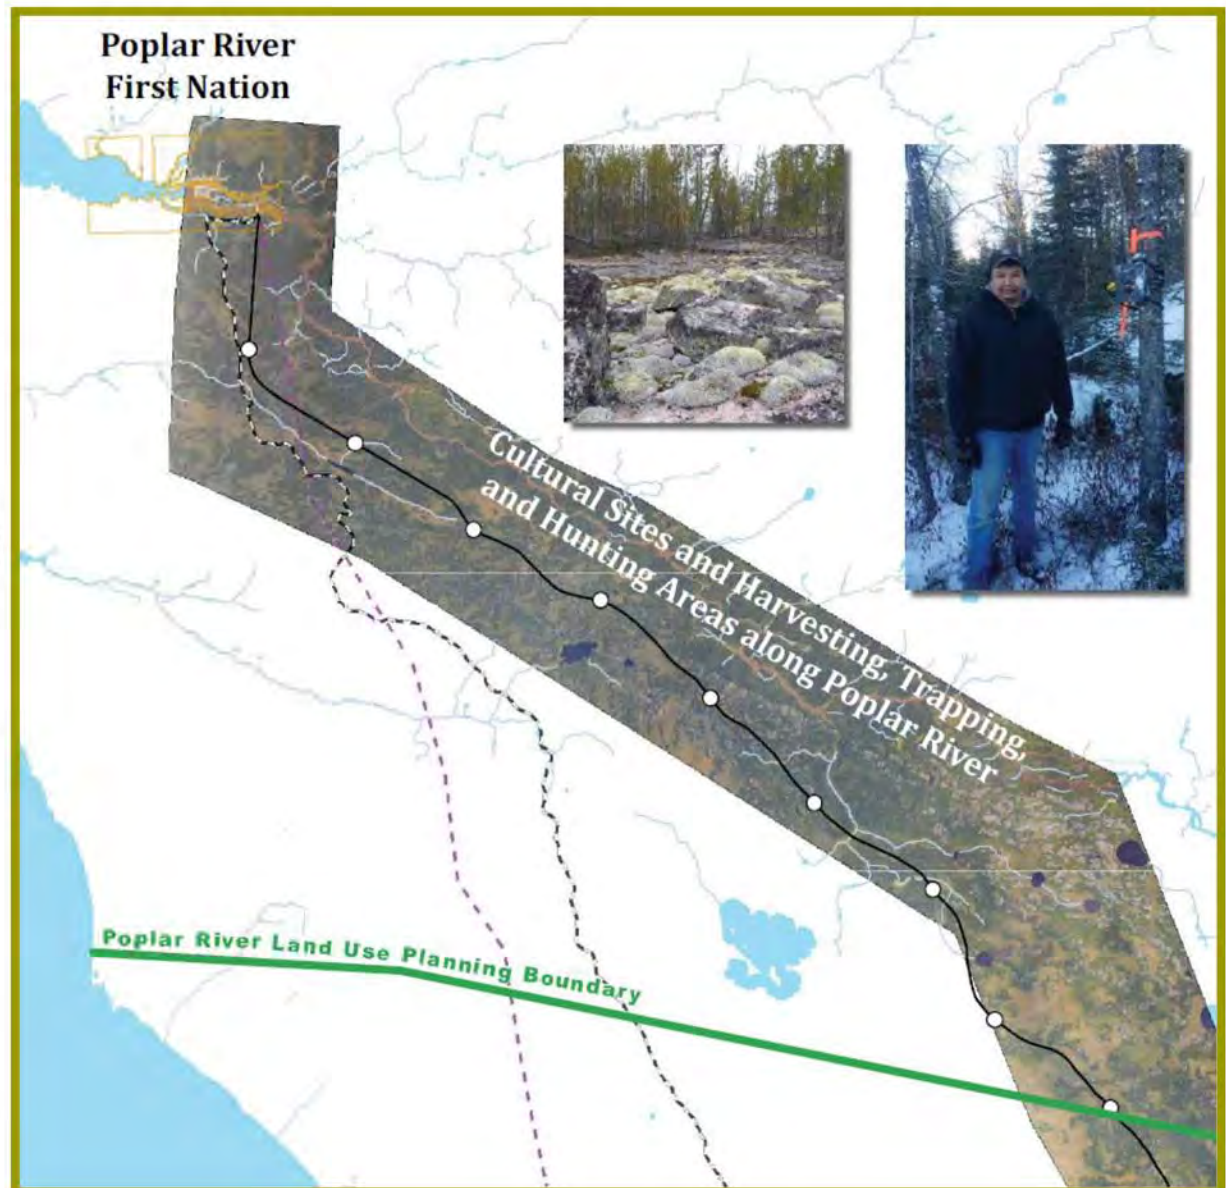 Poplar River
First Nation
Cultural Sites and Harvesting, Trapping,
and Hunting Areas along Poplar River
Poplar River Land Use Planning Boundary